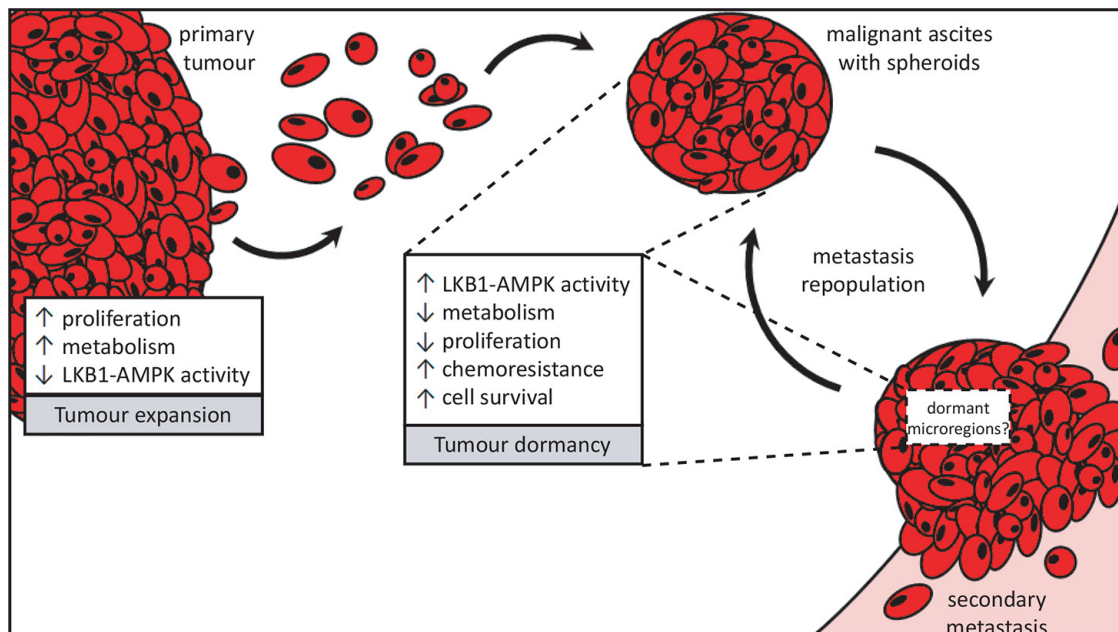 primary
tumour
malignant ascites
with spheroids
↑ proliferation
↑ metabolism
↓ LKB1-AMPK activity
Tumour expansion
↑ LKB1-AMPK activity
↓ metabolism
↓ proliferation
↑ chemoresistance
↑ cell survival
Tumour dormancy
metastasis
repopulation
dormant
microregions?
secondary
metastasis